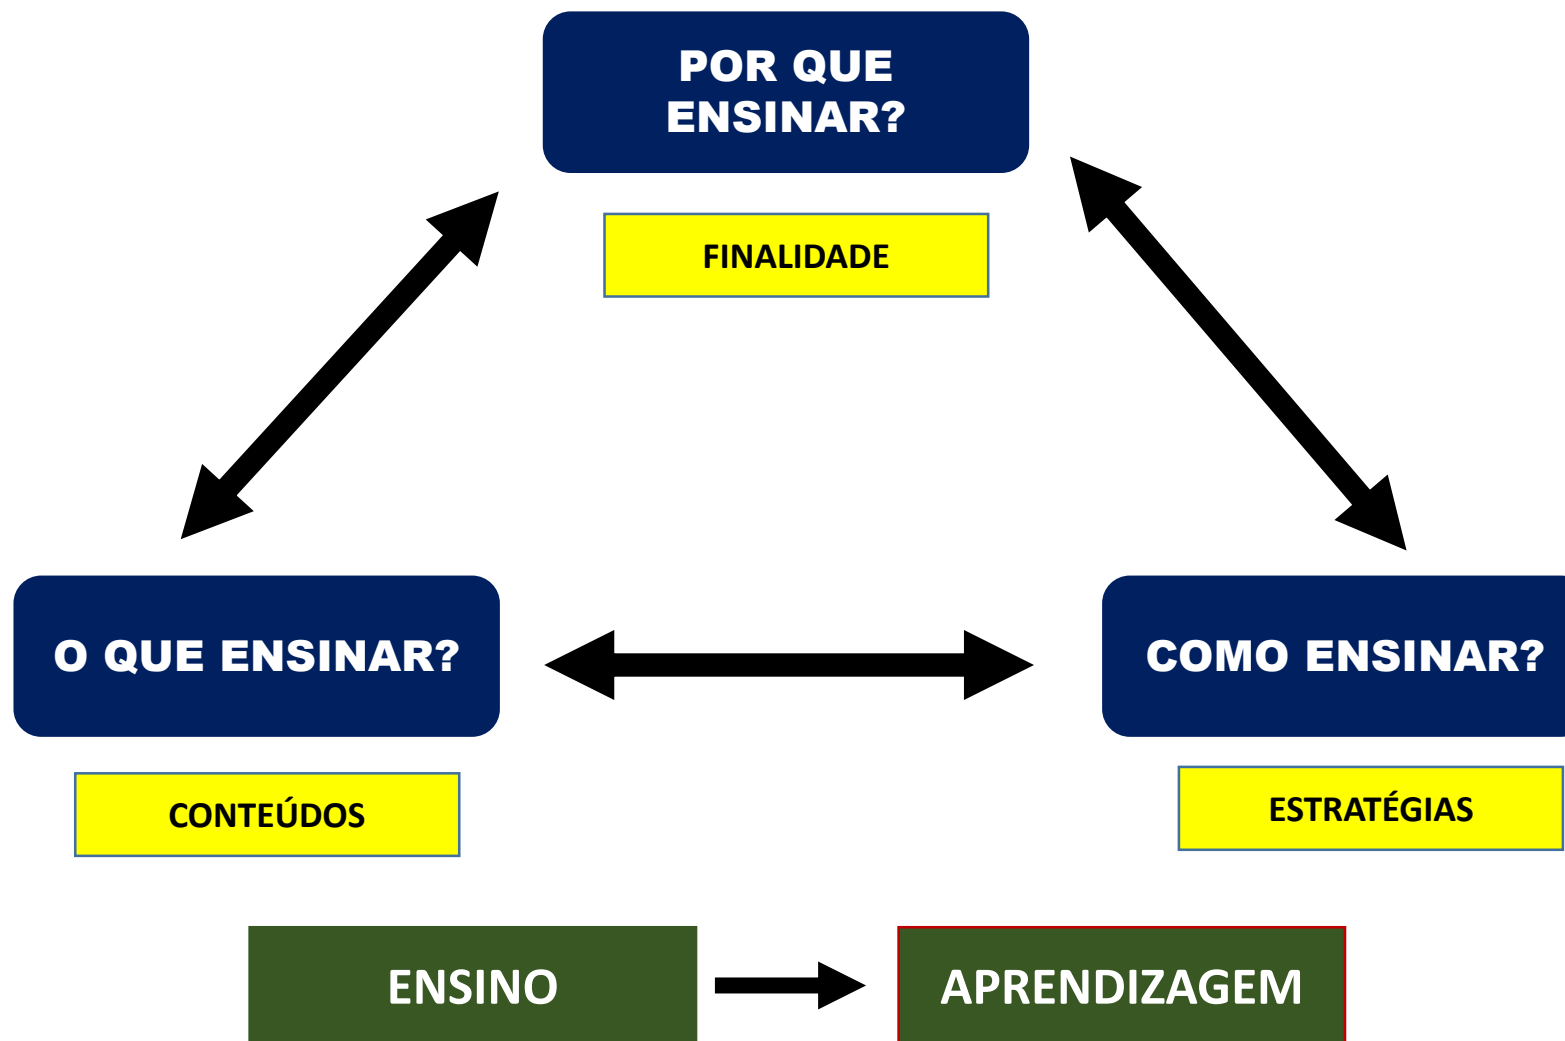 POR QUE
ENSINAR?
FINALIDADE
O QUE ENSINAR?
COMO ENSINAR?
CONTEÚDOS
ESTRATÉGIAS
ENSINO
APRENDIZAGEM